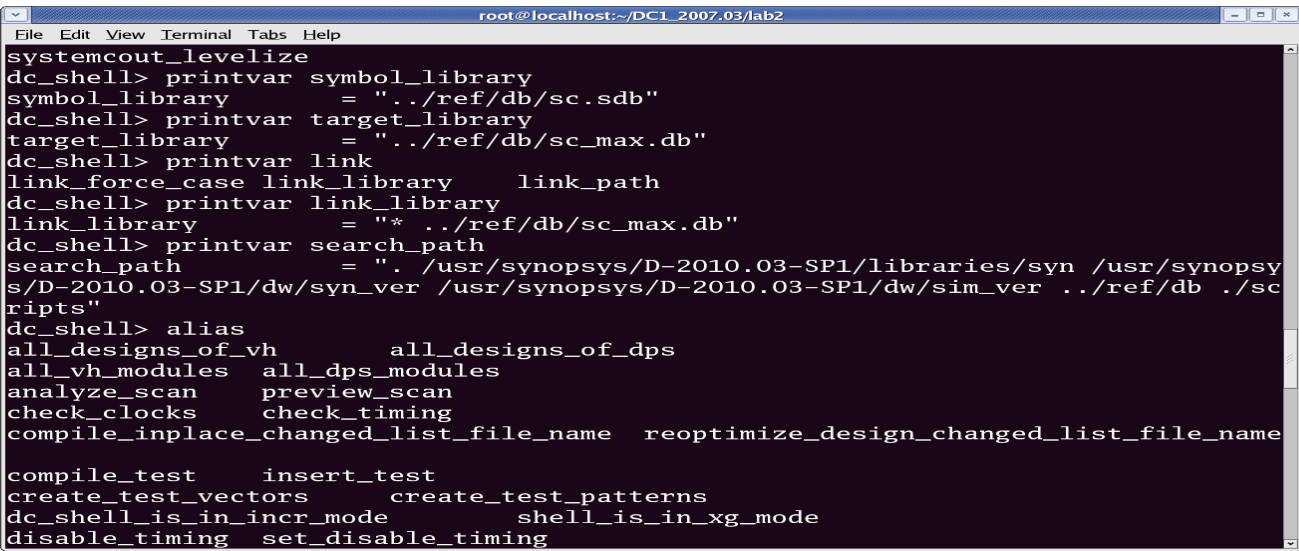 root@localhost:~/DC1_2007.03/lab2
File Edit View Terminal Tabs Help
systemcout_levelize
dc_shell> printvar symbol_library
symbol_library       = "../ref/db/sc.sdb"
dc_shell> printvar target_library
target_library       = "../ref/db/sc_max.db"
dc_shell> printvar link
link_force_case link_library    link_path
dc_shell> printvar link_library
link_library         = "* ../ref/db/sc_max.db"
dc_shell> printvar search_path
search_path          = ". /usr/synopsys/D-2010.03-SP1/libraries/syn /usr/synopsy
s/D-2010.03-SP1/dw/syn_ver /usr/synopsys/D-2010.03-SP1/dw/sim_ver ../ref/db ./sc
ripts"
dc_shell> alias
all_designs_of_vh       all_designs_of_dps
all_vh_modules  all_dps_modules
analyze_scan    preview_scan
check_clocks    check_timing
compile_inplace_changed_list_file_name  reoptimize_design_changed_list_file_name
compile_test    insert_test
create_test_vectors     create_test_patterns
dc_shell_is_in_incr_mode        shell_is_in_xg_mode
disable_timing  set_disable_timing